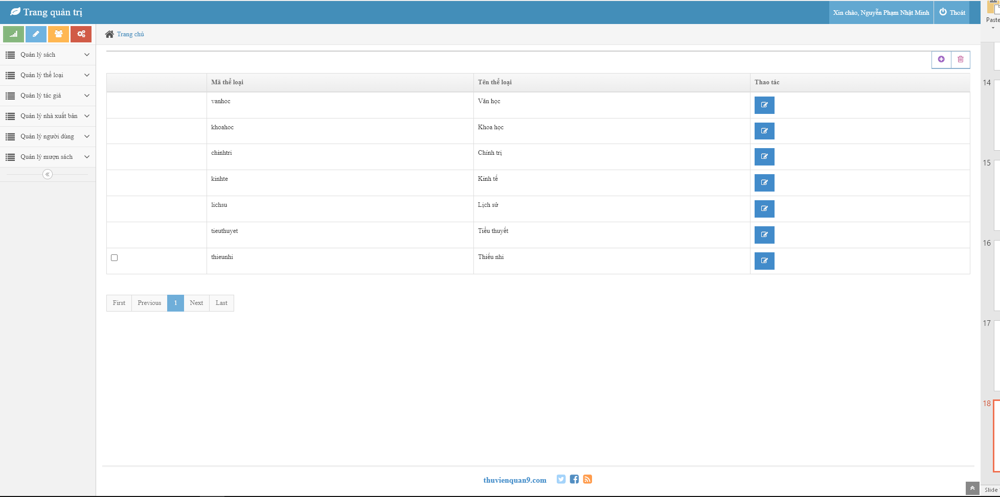 Trang quản trị
Xin chào, Nguyễn Phạm Nhật Minh
Thoát
Paste
Trang chủ
Quản lý sách
Quản lý thể loại
Quản lý tác giả
Quản lý nhà xuất bản
Quản lý người dùng
Quản lý mượn sách
Mã thể loại Tên thể loại Thao tác
vanhoc Văn học
khoahoc Khoa học
chinhtri Chính trị
kinhte Kinh tế
lichsu Lịch sử
tieuthuyet Tiểu thuyết
thieunhi Thiếu nhi
First Previous 1 Next Last
thuvienquan9.com
14
15
16
17
18
Slide